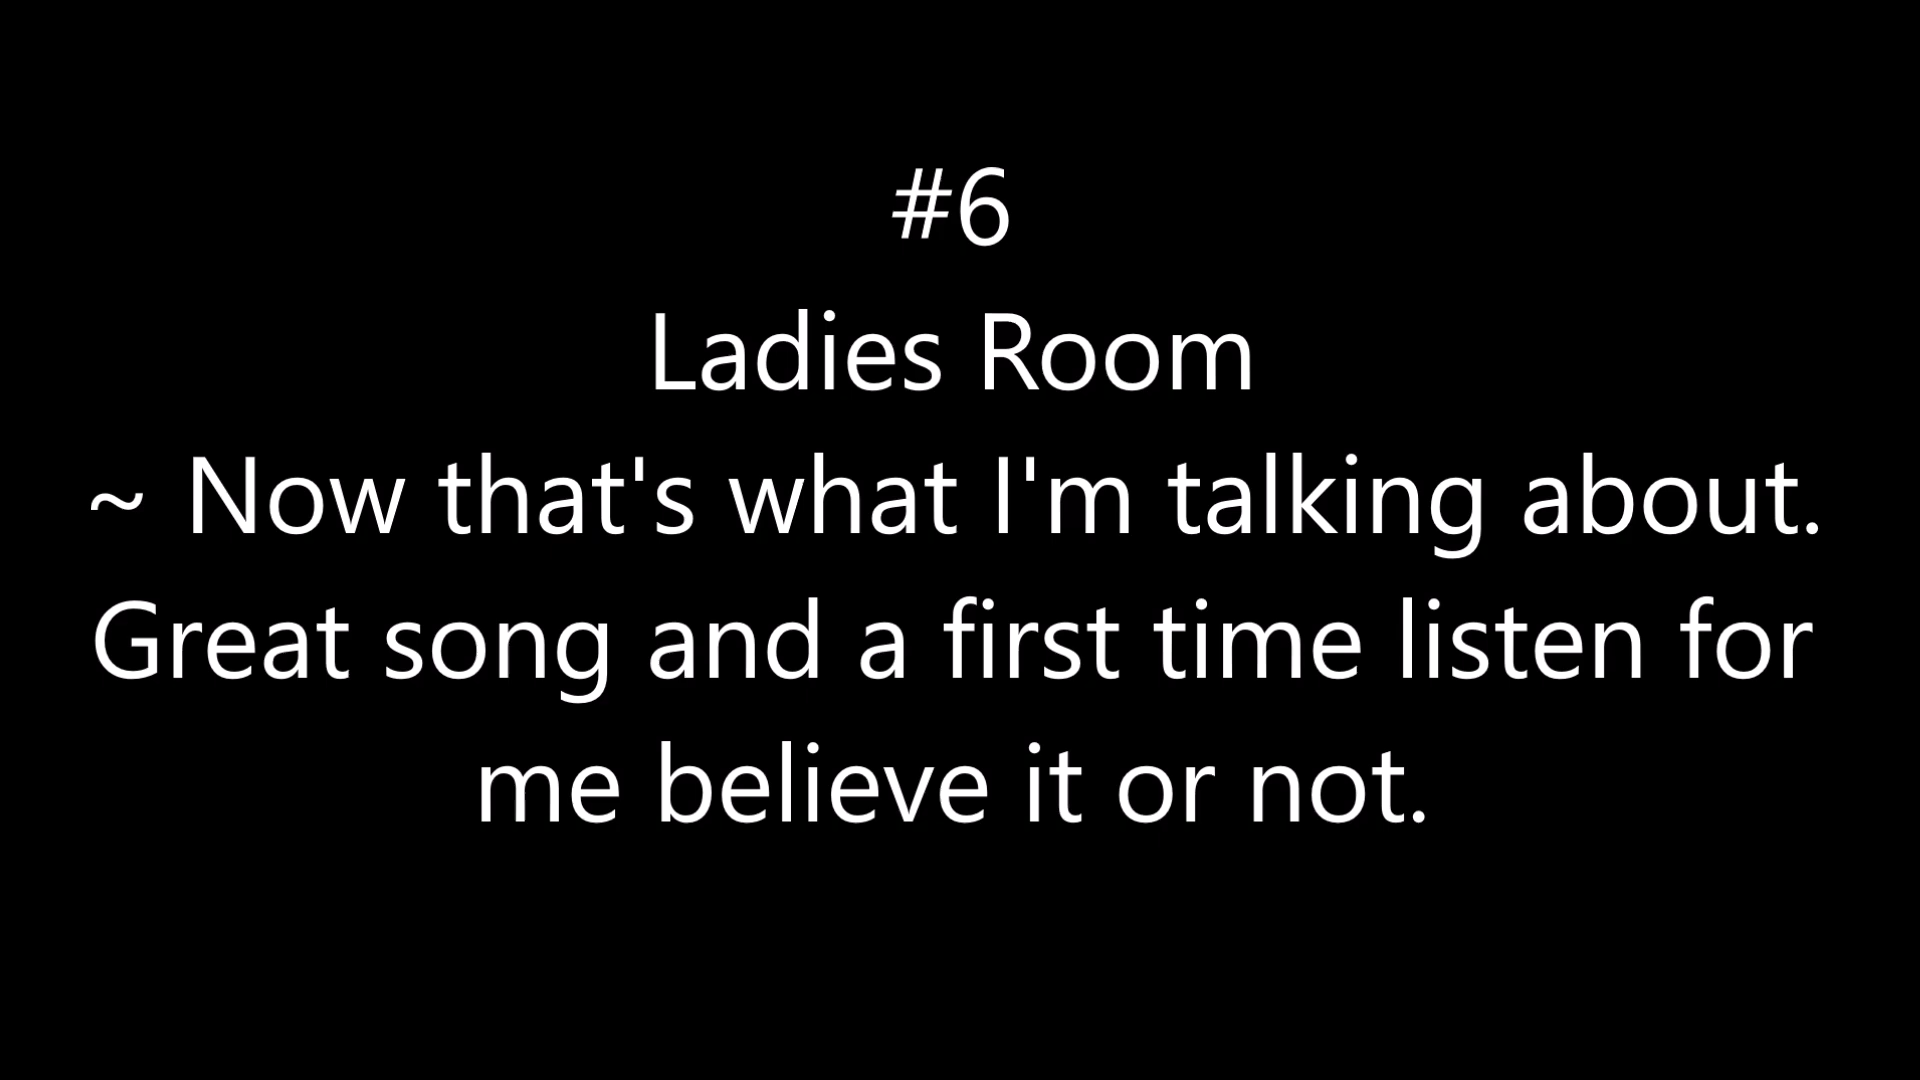 #6
Ladies Room
~ Now that's what I'm talking about.
Great song and a first time listen for
me believe it or not.